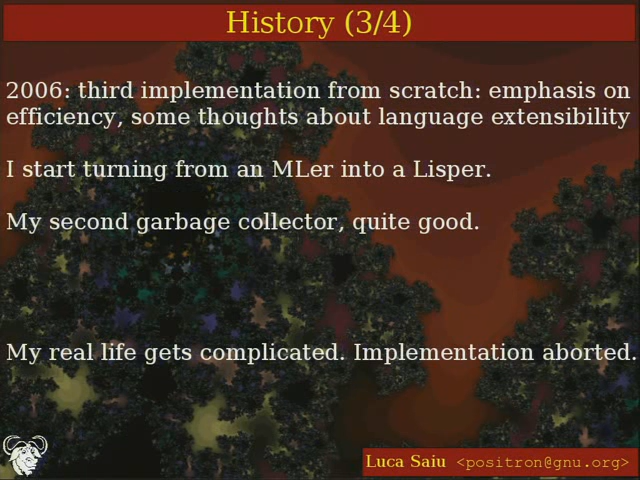 History (3/4)
2006: third implementation from scratch: emphasis on
efficiency, some thoughts about language extensibility
I start turning from an MLer into a Lisper.
My second garbage collector, quite good.
My real life gets complicated. Implementation aborted.
Luca Saiu <positron@gnu.org>